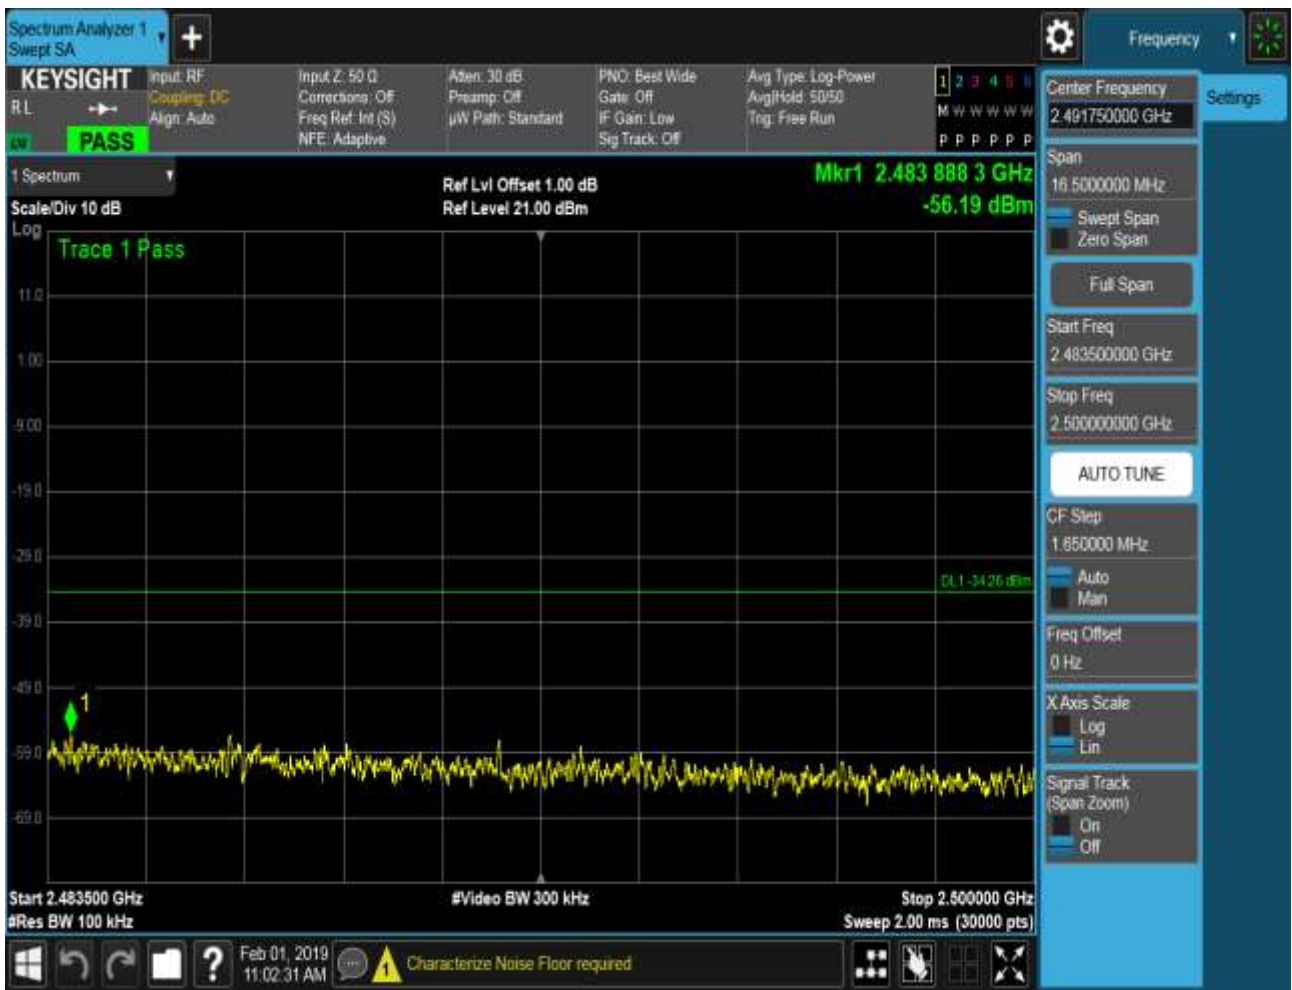 Spectrum Analyzer 1
Swept SA
+
Frequency
KEYSIGHT
R L
PASS
Input: RF
Coupling: DC
Align: Auto
Input Z: 50 Ω
Corrections: Off
Freq Ref: Int (S)
NFE: Adaptive
Atten: 30 dB
Preamp: Off
µW Path: Standard
PNO: Best Wide
Gate: Off
IF Gain: Low
Sig Track: Off
Avg Type: Log-Power
Avg|Hold: 50/50
Trig: Free Run
1 2 3 4 5 6
M W W W W W
P P P P P P
1 Spectrum
Scale/Div 10 dB
Log
Ref Lvl Offset 1.00 dB
Ref Level 21.00 dBm
Mkr1 2.483 888 3 GHz
-56.19 dBm
Trace 1 Pass
11.0
1.00
-9.00
-19.0
-29.0
DL1 -34.26 dBm
-39.0
-49.0
1
-59.0
-69.0
Start 2.483500 GHz
#Res BW 100 kHz
#Video BW 300 kHz
Stop 2.500000 GHz
Sweep 2.00 ms (30000 pts)
Center Frequency
2.491750000 GHz
Settings
Span
16.5000000 MHz
Swept Span
Zero Span
Full Span
Start Freq
2.483500000 GHz
Stop Freq
2.500000000 GHz
AUTO TUNE
CF Step
1.650000 MHz
Auto
Man
Freq Offset
0 Hz
X Axis Scale
Log
Lin
Signal Track
(Span Zoom)
On
Off
?
Feb 01, 2019
11:02:31 AM
1
Characterize Noise Floor required